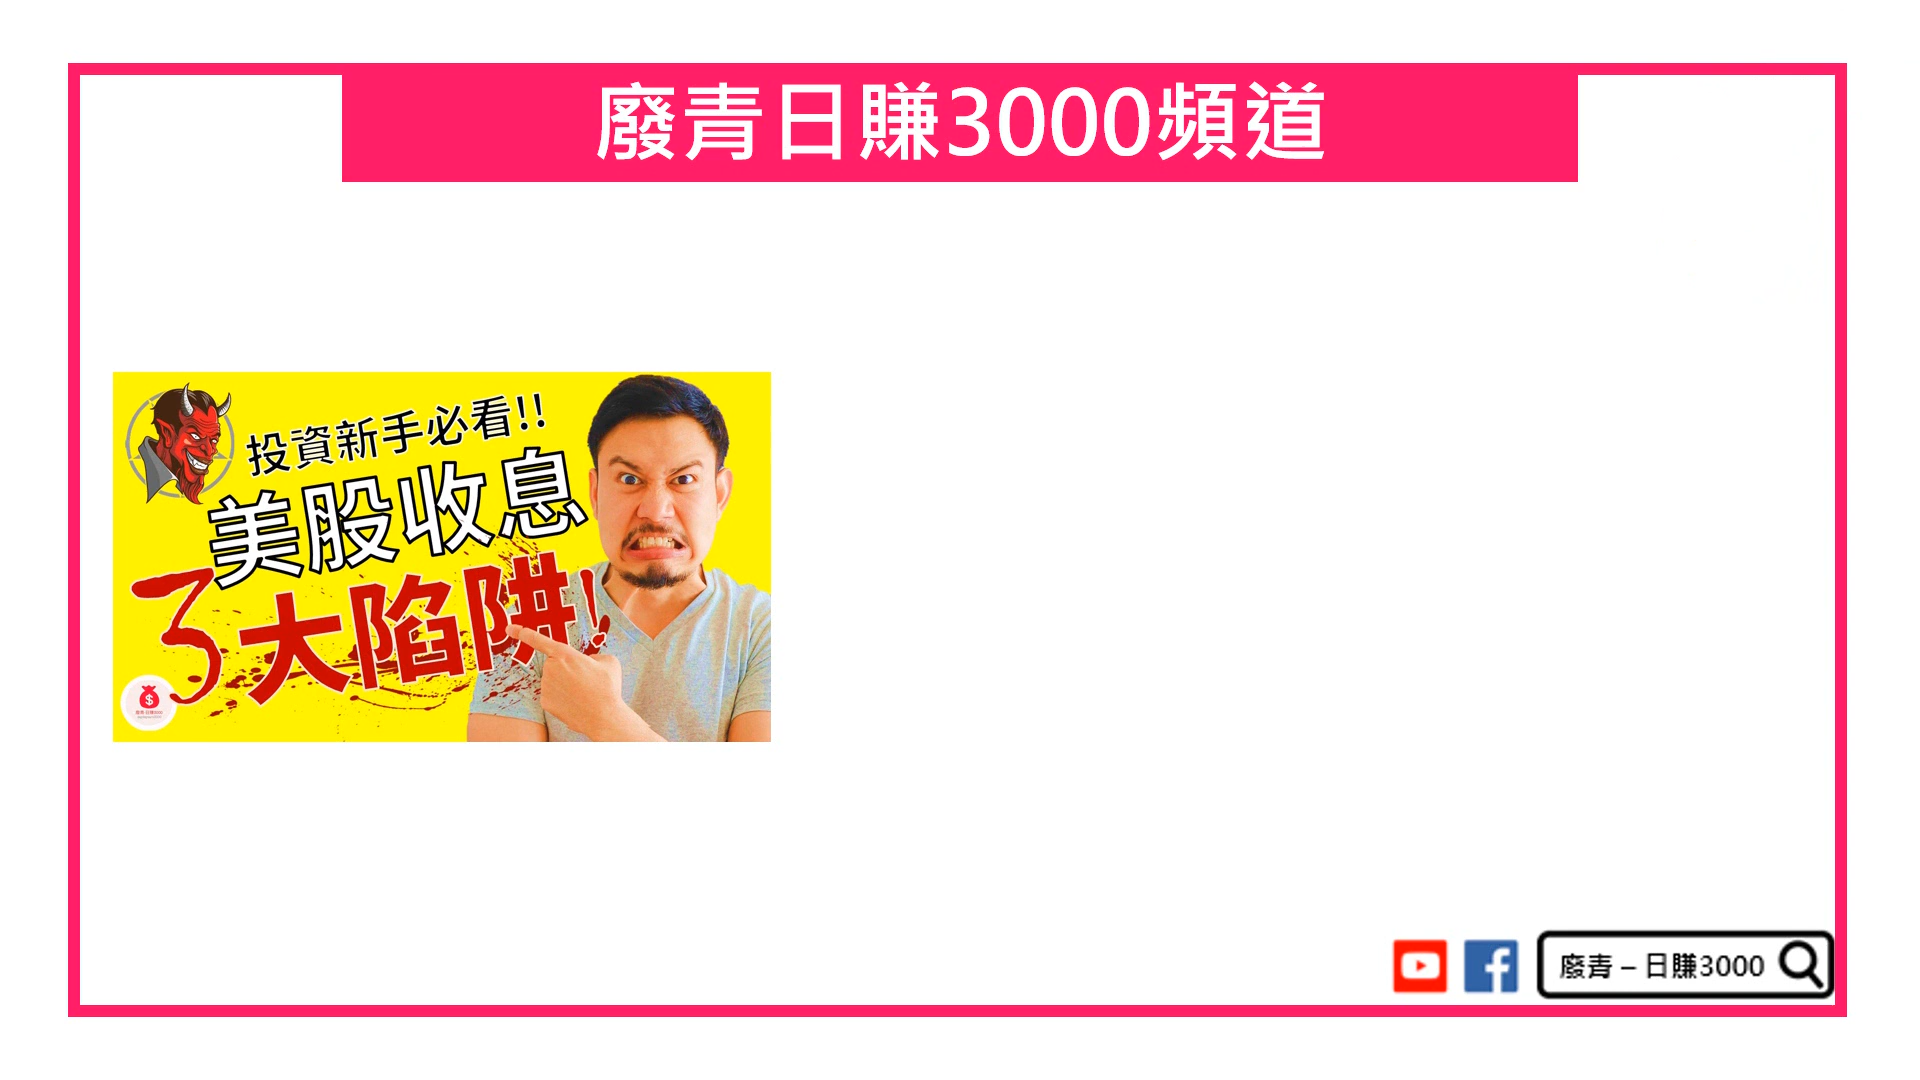 廢青日賺3000頻道
投資新手必看!!
美股收息
3大陷阱!
廢青 – 日賺3000